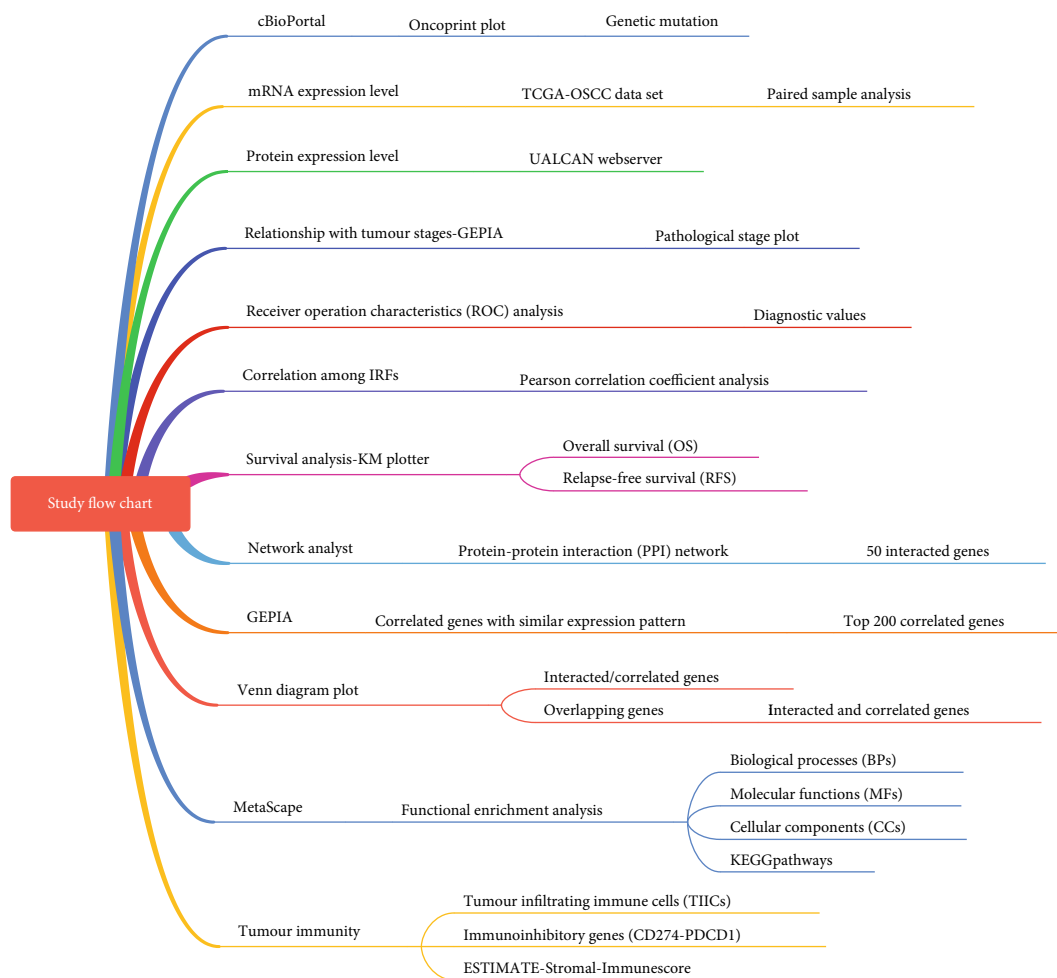 cBioPortal
Oncoprint plot
Genetic mutation
mRNA expression level
TCGA-OSCC data set
Paired sample analysis
Protein expression level
UALCAN webserver
Relationship with tumour stages-GEPIA
Pathological stage plot
Receiver operation characteristics (ROC) analysis
Diagnostic values
Correlation among IRFs
Pearson correlation coefficient analysis
Survival analysis-KM plotter
Overall survival (OS)
Relapse-free survival (RFS)
Study flow chart
Network analyst
Protein-protein interaction (PPI) network
50 interacted genes
GEPIA
Correlated genes with similar expression pattern
Top 200 correlated genes
Venn diagram plot
Interacted/correlated genes
Overlapping genes
Interacted and correlated genes
MetaScape
Functional enrichment analysis
Biological processes (BPs)
Molecular functions (MFs)
Cellular components (CCs)
KEGGpathways
Tumour immunity
Tumour infiltrating immune cells (TIICs)
Immunoinhibitory genes (CD274-PDCD1)
ESTIMATE-Stromal-Immunescore